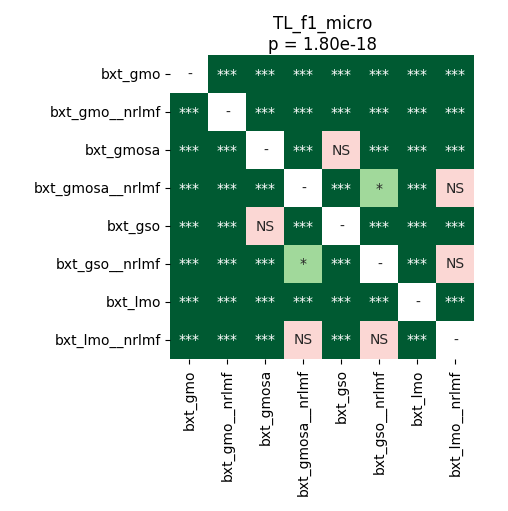 TL_f1_micro
p = 1.80e-18
bxt_gmo - *** *** *** *** *** *** ***
bxt_gmo__nrlmf *** - *** *** *** *** *** ***
bxt_gmosa *** *** - *** NS *** *** ***
bxt_gmosa__nrlmf *** *** *** - *** * *** NS
bxt_gso *** *** NS *** - *** *** ***
bxt_gso__nrlmf *** *** *** * *** - *** NS
bxt_lmo *** *** *** *** *** *** - ***
bxt_lmo__nrlmf *** *** *** NS *** NS *** -
bxt_gmo
bxt_gmo__nrlmf
bxt_gmosa
bxt_gmosa__nrlmf
bxt_gso
bxt_gso__nrlmf
bxt_lmo
bxt_lmo__nrlmf